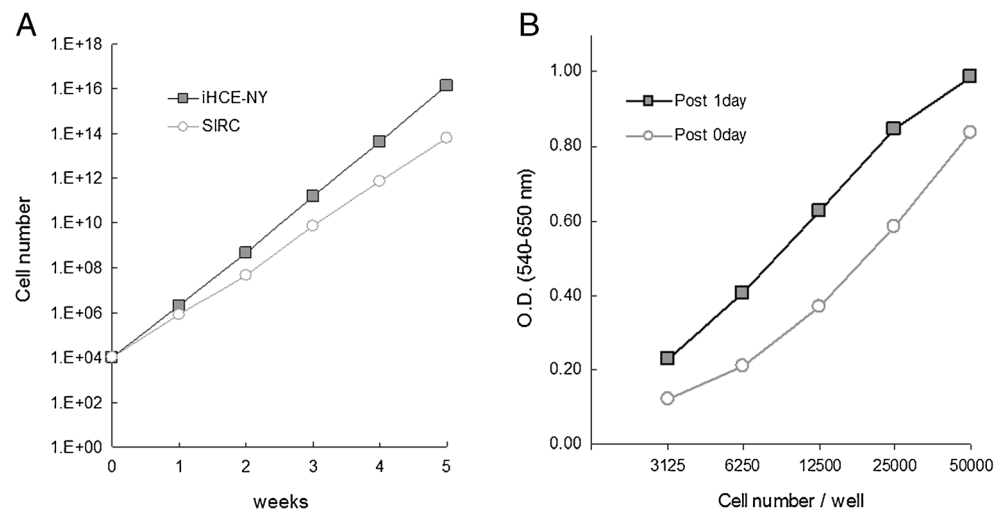 A
1.E+18
1.E+16
1.E+14
1.E+12
1.E+10
1.E+08
1.E+06
1.E+04
1.E+02
1.E+00
Cell number
iHCE-NY
SIRC
0 1 2 3 4 5
weeks
B
1.00
0.80
0.60
0.40
0.20
0.00
O.D. (540-650 nm)
Post 1day
Post 0day
3125 6250 12500 25000 50000
Cell number / well